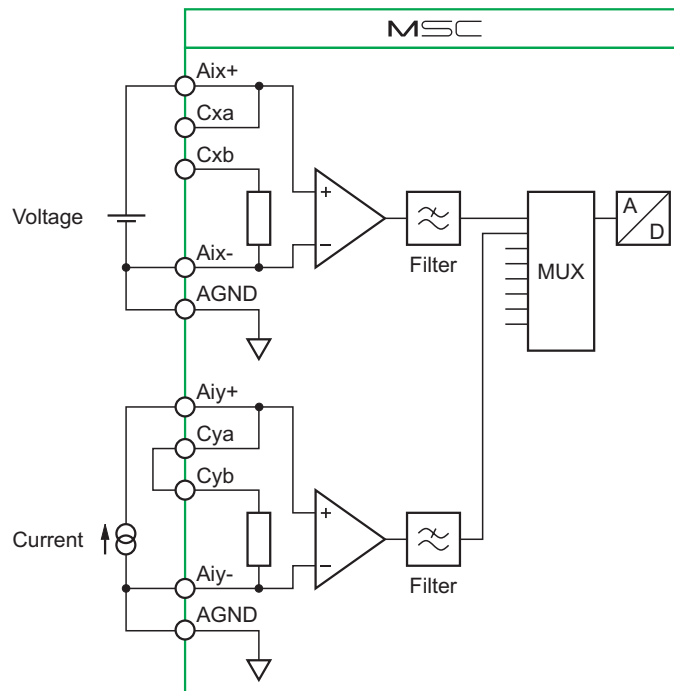 MSC
Aix+
Cxa
Cxb
Voltage
+
−
Filter
MUX
A
D
Aix-
AGND
Aiy+
Cya
Cyb
Current
+
−
Filter
Aiy-
AGND